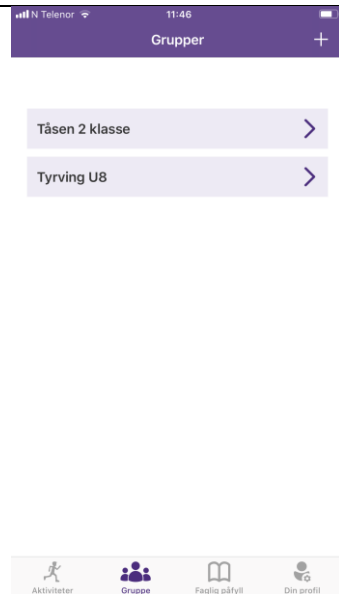 N Telenor 11:46
Grupper +
Tåsen 2 klasse
Tyrving U8
Aktiviteter Gruppe Faglig påfyll Din profil